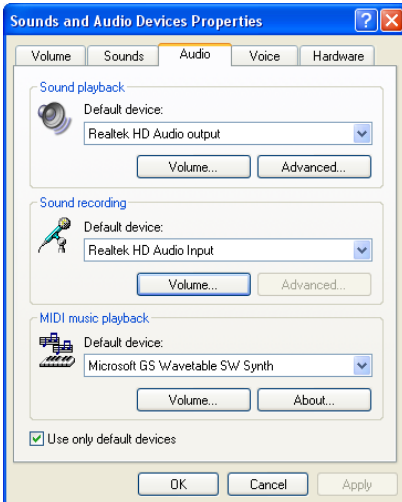 Sounds and Audio Devices Properties
Volume Sounds Audio Voice Hardware
Sound playback
Default device:
Realtek HD Audio output
Volume... Advanced...
Sound recording
Default device:
Realtek HD Audio Input
Volume... Advanced...
MIDI music playback
Default device:
Microsoft GS Wavetable SW Synth
Volume... About...
Use only default devices
OK Cancel Apply